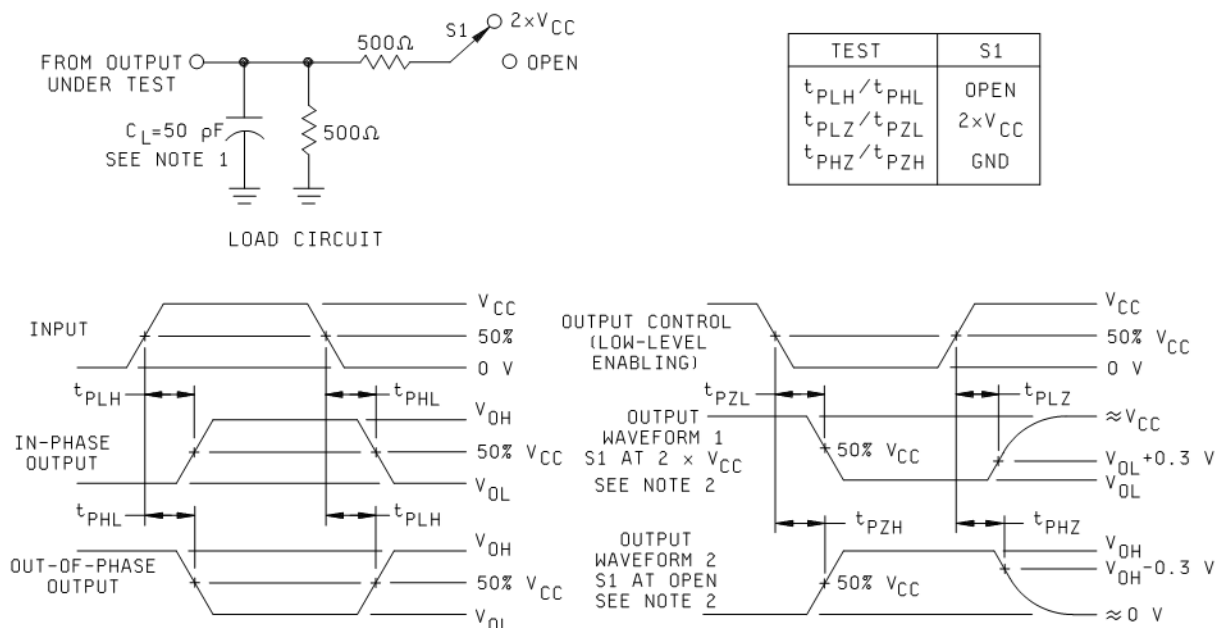 S1
2×VCC
500Ω
FROM OUTPUT
UNDER TEST
OPEN
CL=50 ρF
SEE NOTE 1
500Ω
LOAD CIRCUIT
TEST S1
tPLH/tPHL OPEN
tPLZ/tPZL 2×VCC
tPHZ/tPZH GND
INPUT
VCC
50%
0 V
tPLH
tPHL
IN-PHASE
OUTPUT
VOH
50% VCC
VOL
tPHL
tPLH
OUT-OF-PHASE
OUTPUT
VOH
50% VCC
VOL
OUTPUT CONTROL
(LOW-LEVEL
ENABLING)
VCC
50% VCC
0 V
tPZL
tPLZ
OUTPUT
WAVEFORM 1
S1 AT 2 × VCC
SEE NOTE 2
50% VCC
≈VCC
VOL+0.3 V
VOL
tPZH
tPHZ
OUTPUT
WAVEFORM 2
S1 AT OPEN
SEE NOTE 2
50% VCC
VOH
VOH-0.3 V
≈0 V